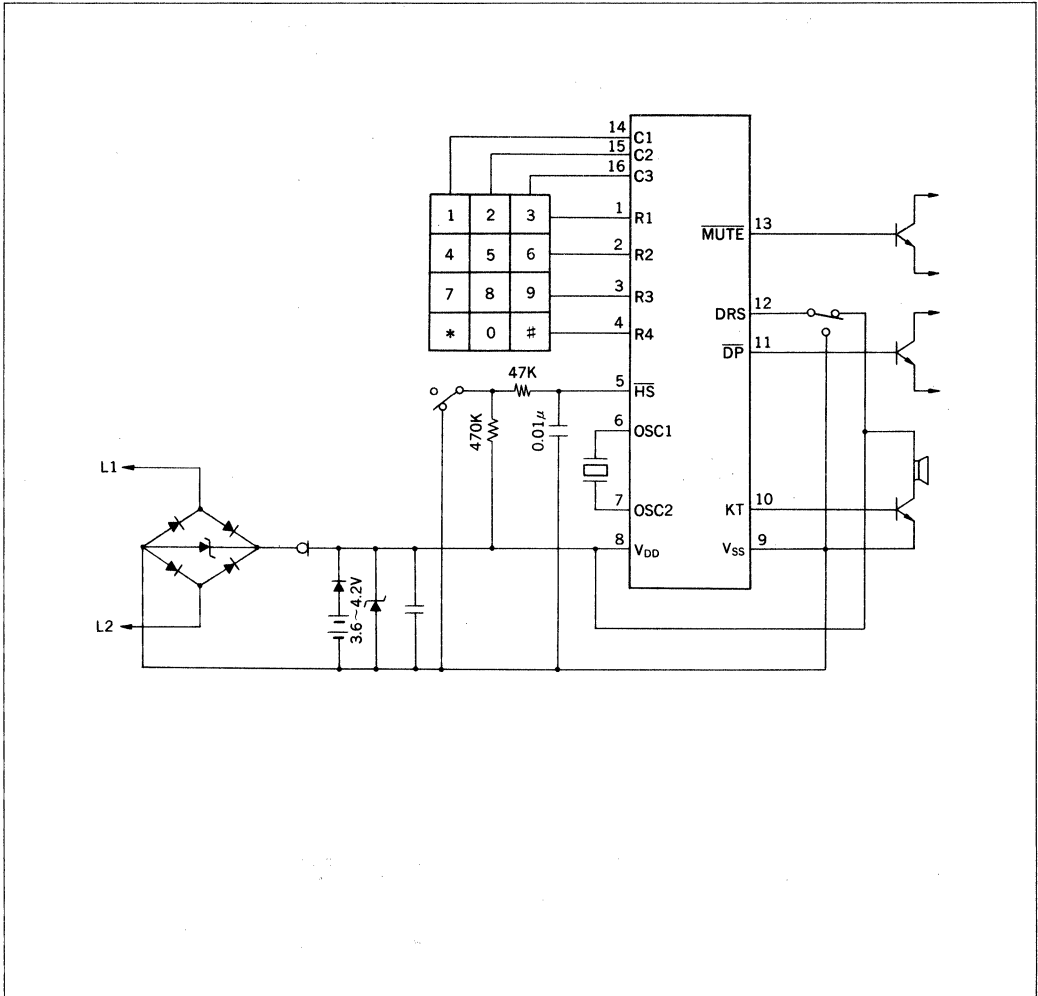 14 C1
15 C2
16 C3
1 2 3
1 R1
MUTE 13
4 5 6
2 R2
7 8 9
3 R3
DRS 12
* 0 #
4 R4
DP 11
47K
5 HS
470K
0.01μ
6 OSC1
L1
7 OSC2
KT 10
8 VDD
VSS 9
3.6~4.2V
L2